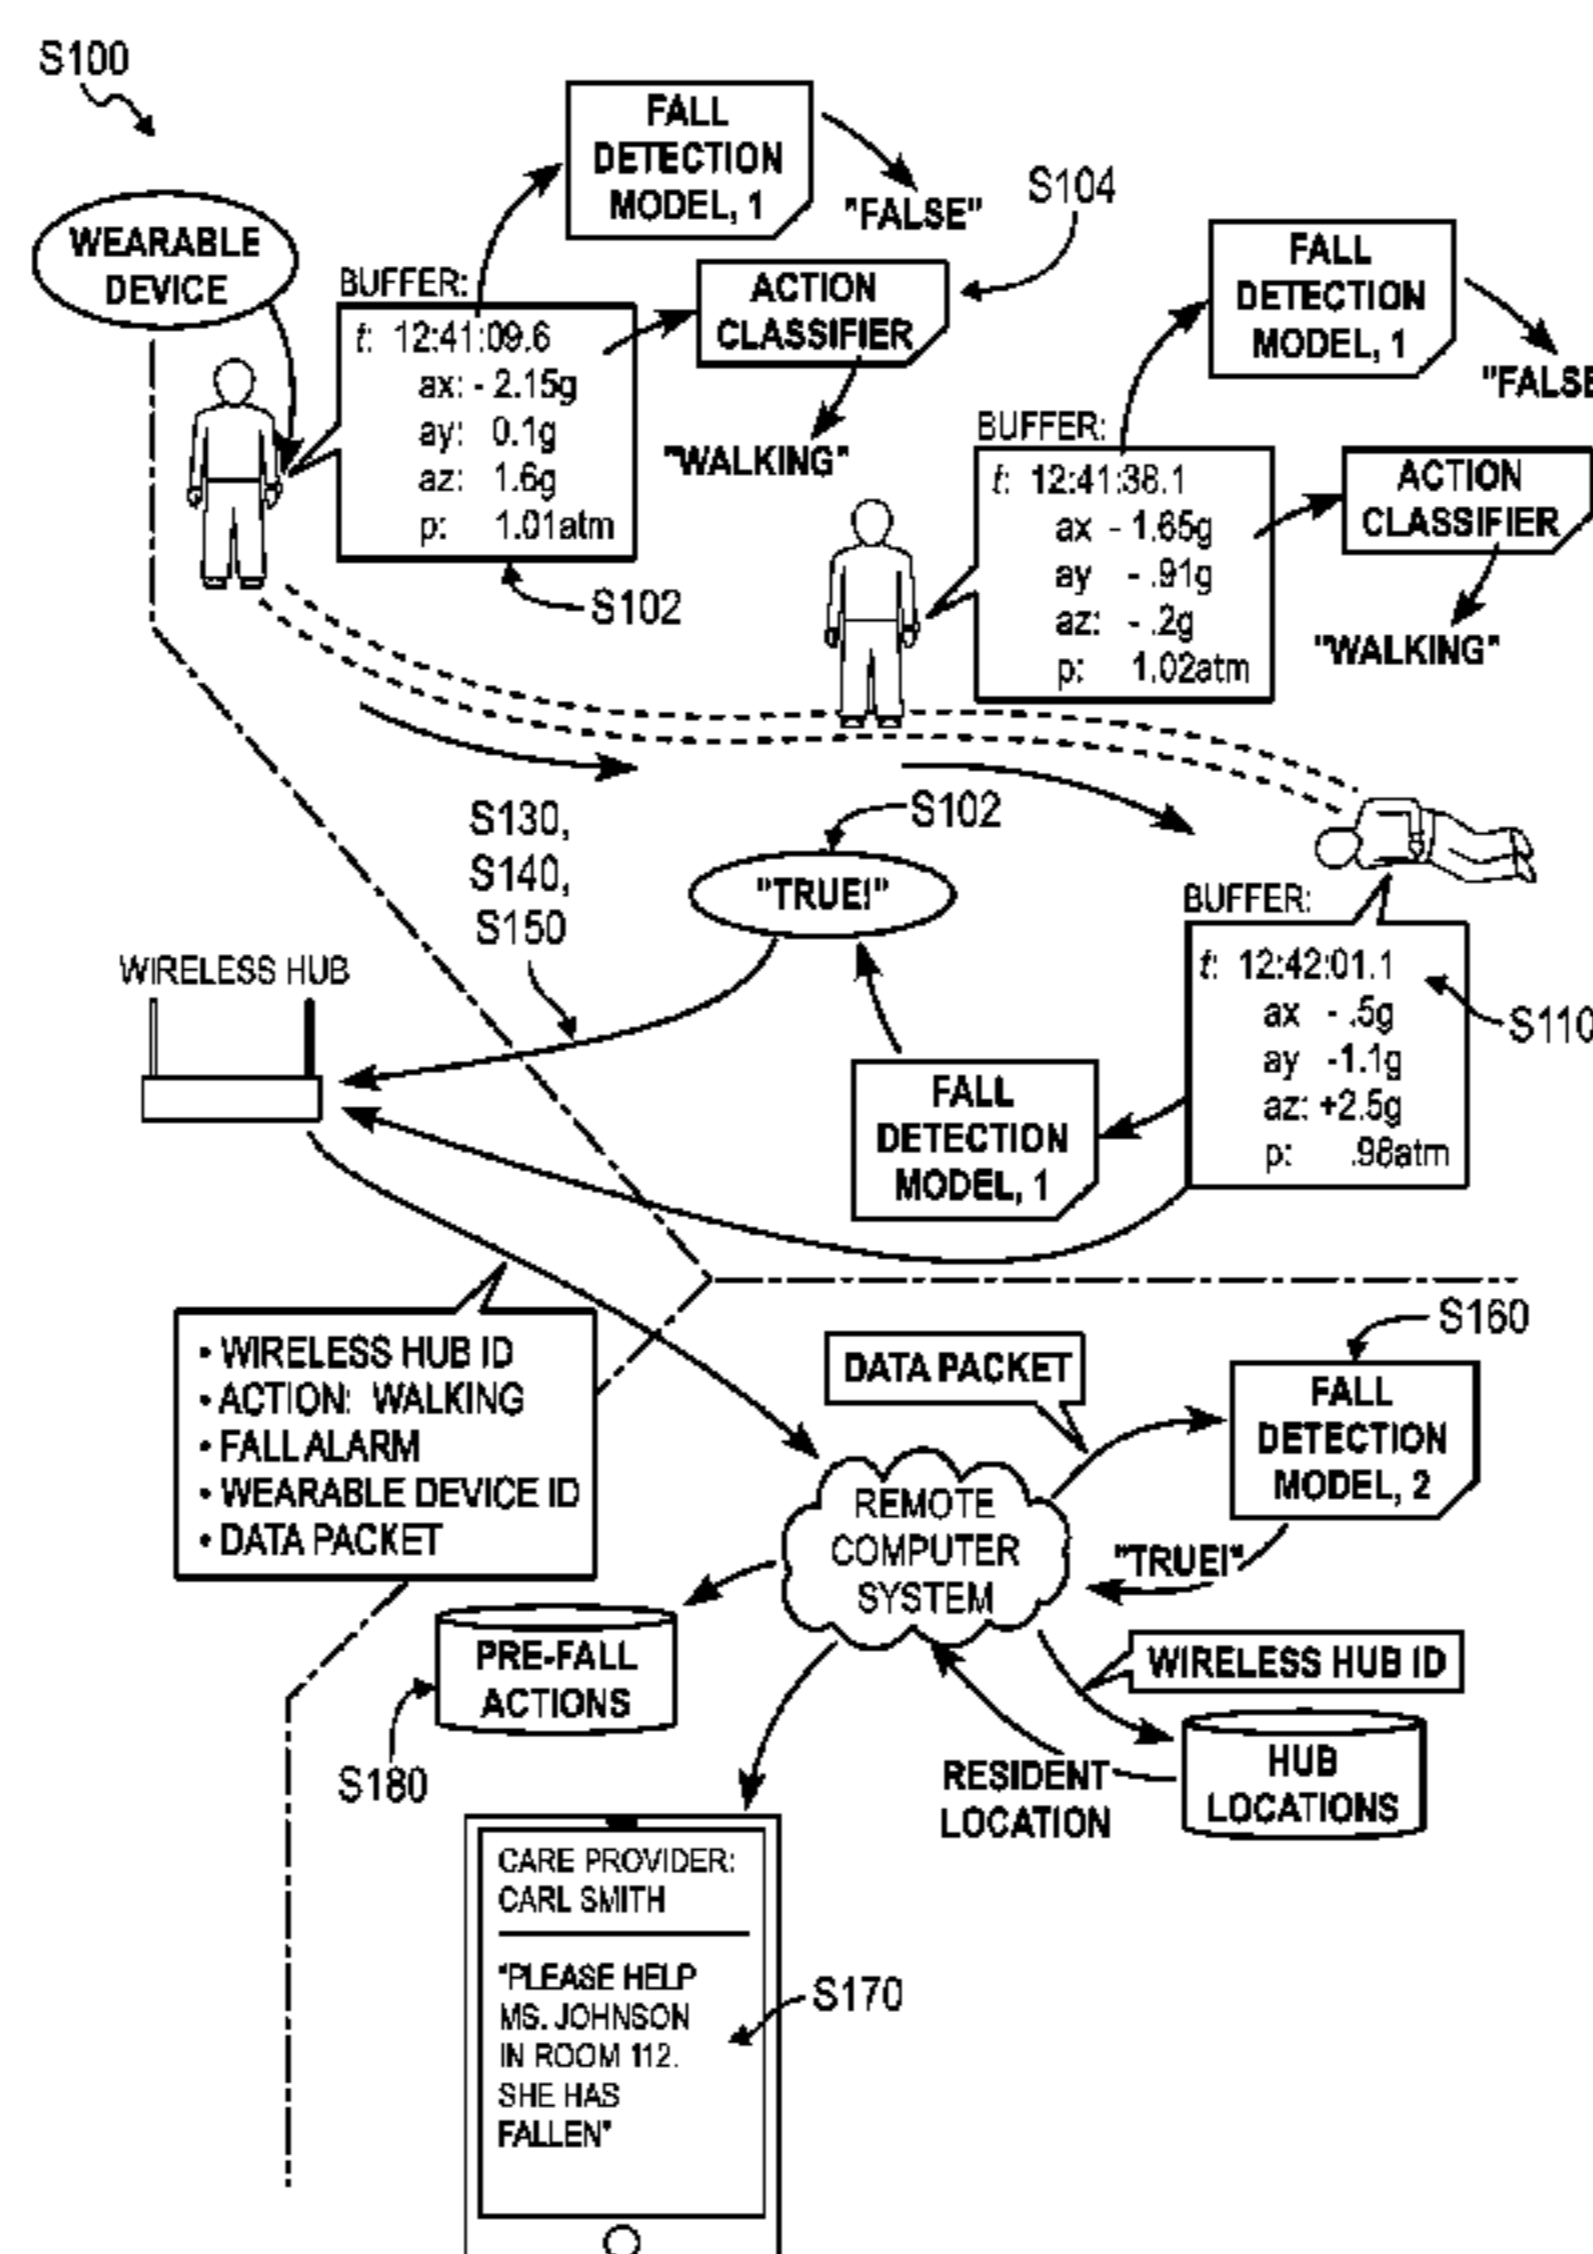 S100
FALL
DETECTION
MODEL, 1
"FALSE"
S104
WEARABLE
DEVICE
BUFFER:
t: 12:41:09.6
ax: - 2.15g
ay: 0.1g
az: 1.6g
p: 1.01atm
ACTION
CLASSIFIER
"WALKING"
S102
FALL
DETECTION
MODEL, 1
"FALSE
BUFFER:
t: 12:41:38.1
ax - 1.65g
ay - .91g
az: - .2g
p: 1.02atm
ACTION
CLASSIFIER
"WALKING"
S130,
S140,
S150
S102
"TRUE!"
BUFFER:
t: 12:42:01.1
ax - .5g
ay -1.1g
az: +2.5g
p: .98atm
S110
WIRELESS HUB
FALL
DETECTION
MODEL, 1
• WIRELESS HUB ID
• ACTION: WALKING
• FALL ALARM
• WEARABLE DEVICE ID
• DATA PACKET
DATA PACKET
S160
FALL
DETECTION
MODEL, 2
REMOTE
COMPUTER
SYSTEM
"TRUE!"
PRE-FALL
ACTIONS
S180
WIRELESS HUB ID
HUB
LOCATIONS
RESIDENT
LOCATION
CARE PROVIDER:
CARL SMITH
"PLEASE HELP
MS. JOHNSON
IN ROOM 112.
SHE HAS
FALLEN"
S170